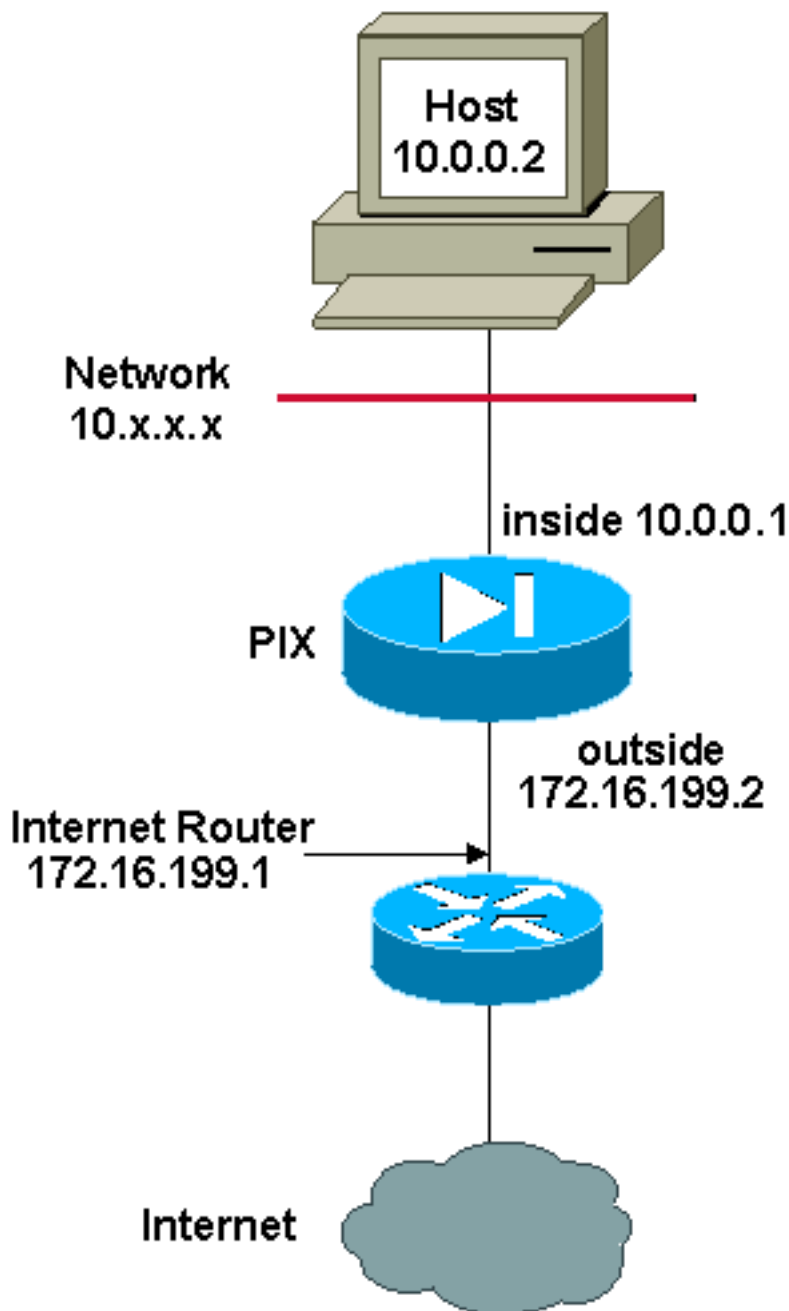 Host
10.0.0.2
Network
10.x.x.x
inside 10.0.0.1
PIX
outside
172.16.199.2
Internet Router
172.16.199.1
Internet